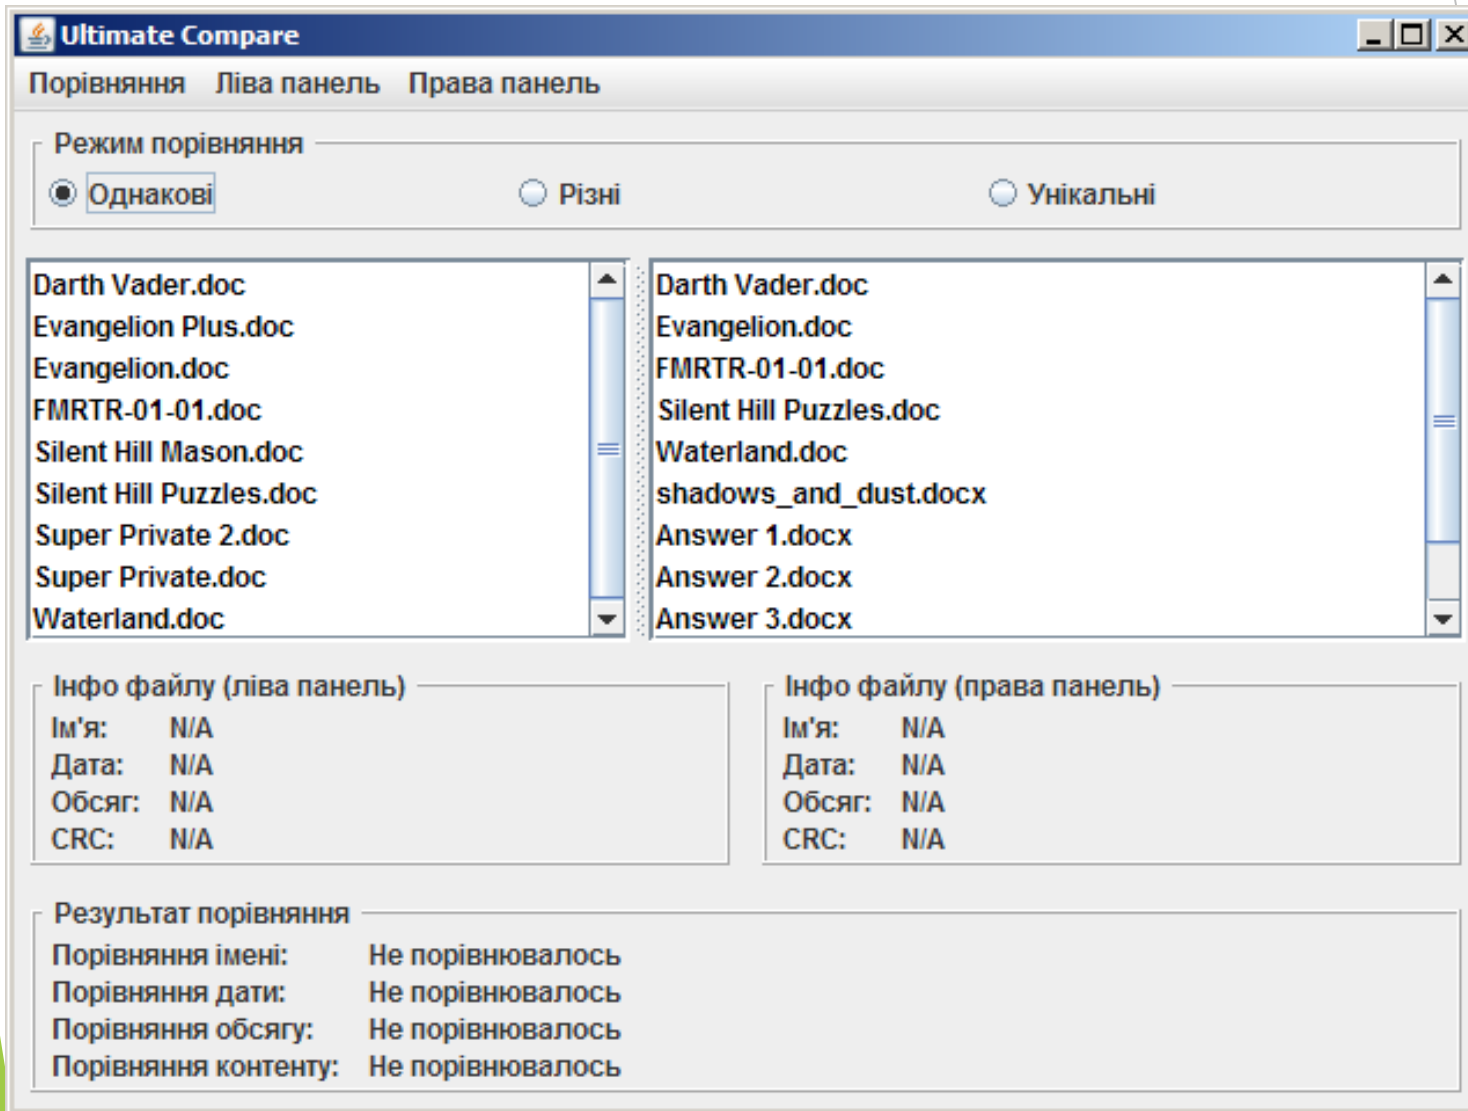 Ultimate Compare
Порівняння Ліва панель Права панель
Режим порівняння
Однакові Різні Унікальні
Darth Vader.doc
Evangelion Plus.doc
Evangelion.doc
FMRTR-01-01.doc
Silent Hill Mason.doc
Silent Hill Puzzles.doc
Super Private 2.doc
Super Private.doc
Waterland.doc
Darth Vader.doc
Evangelion.doc
FMRTR-01-01.doc
Silent Hill Puzzles.doc
Waterland.doc
shadows_and_dust.docx
Answer 1.docx
Answer 2.docx
Answer 3.docx
Інфо файлу (ліва панель)
Ім'я: N/A
Дата: N/A
Обсяг: N/A
CRC: N/A
Інфо файлу (права панель)
Ім'я: N/A
Дата: N/A
Обсяг: N/A
CRC: N/A
Результат порівняння
Порівняння імені: Не порівнювалось
Порівняння дати: Не порівнювалось
Порівняння обсягу: Не порівнювалось
Порівняння контенту: Не порівнювалось